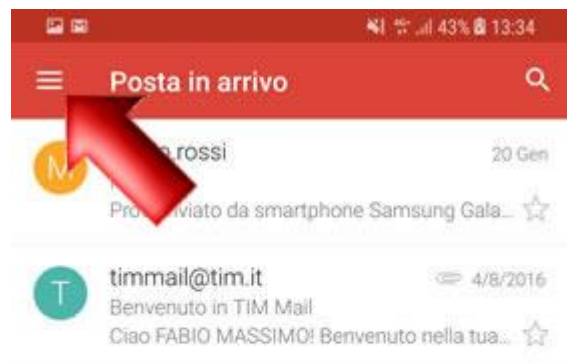 43% 13:34
Posta in arrivo
M
rossi 20 Gen
da smartphone Samsung Gala...
T
timmail@tim.it 4/8/2016
Benvenuto in TIM Mail
Ciao FABIO MASSIMO! Benvenuto nella tua...